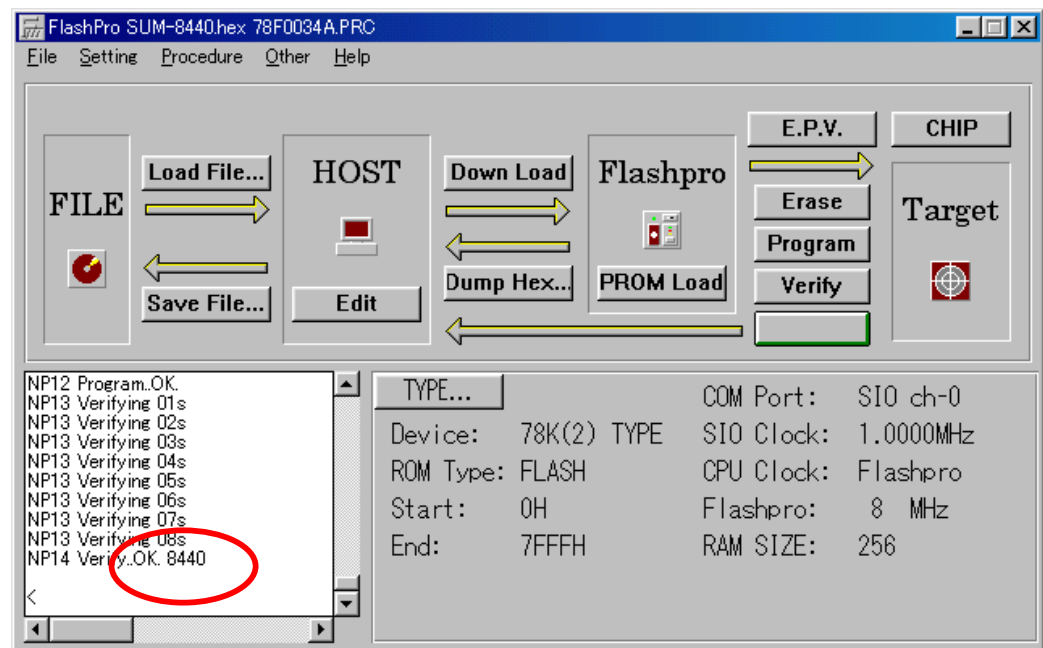 FlashPro SUM-8440.hex 78F0034A.PRC
File Setting Procedure Other Help
E.P.V. CHIP
Load File... HOST Down Load Flashpro
FILE Erase Target
Program
Save File... Edit Dump Hex... PROM Load Verify
NP12 Program..OK.
NP13 Verifying 01s
NP13 Verifying 02s
NP13 Verifying 03s
NP13 Verifying 04s
NP13 Verifying 05s
NP13 Verifying 06s
NP13 Verifying 07s
NP13 Verifying 08s
NP14 Verify..OK. 8440
<
TYPE... COM Port: SIO ch-0
Device: 78K(2) TYPE SIO Clock: 1.0000MHz
ROM Type: FLASH CPU Clock: Flashpro
Start: 0H Flashpro: 8 MHz
End: 7FFFH RAM SIZE: 256